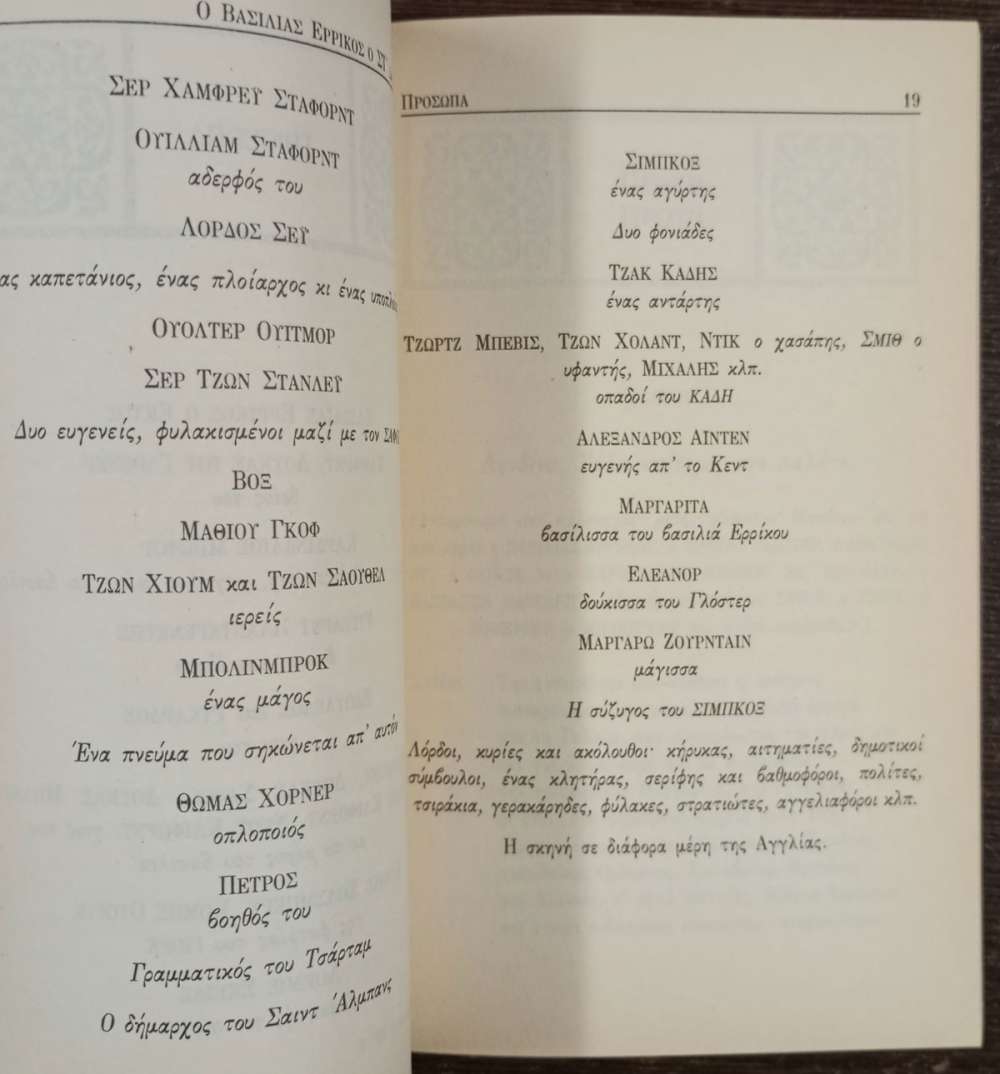 Ο ΒΑΣΙΛΙΑΣ ΕΡΡΙΚΟΣ Ο ΣΤ΄
ΣΕΡ ΧΑΜΦΡΕΫ ΣΤΑΦΟΡΝΤ
ΟΥΙΛΛΙΑΜ ΣΤΑΦΟΡΝΤ
αδερφός του
ΛΟΡΔΟΣ ΣΕΫ
ας καπετάνιος, ένας πλοίαρχος κι ένας υποπλο
ΟΥΟΛΤΕΡ ΟΥΙΤΜΟΡ
ΣΕΡ ΤΖΩΝ ΣΤΑΝΛΕΫ
Δυο ευγενείς, φυλακισμένοι μαζί με τον
ΒΟΞ
ΜΑΘΙΟΥ ΓΚΟΦ
ΤΖΩΝ ΧΙΟΥΜ και ΤΖΩΝ ΣΑΟΥΘΕΛ
ιερείς
ΜΠΟΛΙΝΜΠΡΟΚ
ένας μάγος
Ένα πνεύμα που σηκώνεται απ' αυτόν
ΘΩΜΑΣ ΧΟΡΝΕΡ
οπλοποιός
ΠΕΤΡΟΣ
βοηθός του
Γραμματικός του Τσάρταμ
Ο δήμαρχος του Σαιντ Άλμπανς
ΠΡΟΣΩΠΑ 19
ΣΙΜΠΚΟΞ
ένας αγύρτης
Δυο φονιάδες
ΤΖΑΚ ΚΑΔΗΣ
ένας αντάρτης
ΤΖΩΡΤΖ ΜΠΕΒΙΣ, ΤΖΩΝ ΧΟΛΑΝΤ, ΝΤΙΚ ο χασάπης, ΣΜΙΘ ο
υφαντής, ΜΙΧΑΛΗΣ κλπ.
οπαδοί του ΚΑΔΗ
ΑΛΕΞΑΝΔΡΟΣ ΑΪΝΤΕΝ
ευγενής απ' το Κεντ
ΜΑΡΓΑΡΙΤΑ
βασίλισσα του βασιλιά Ερρίκου
ΕΛΕΑΝΟΡ
δούκισσα του Γλόστερ
ΜΑΡΓΑΡΩ ΖΟΥΡΝΤΑΙΝ
μάγισσα
Η σύζυγος του ΣΙΜΠΚΟΞ
Λόρδοι, κυρίες και ακόλουθοι· κήρυκας, αιτηματίες, δημοτικοί
σύμβουλοι, ένας κλητήρας, σερίφης και βαθμοφόροι, πολίτες,
τσιράκια, γερακάρηδες, φύλακες, στρατιώτες, αγγελιαφόροι κλπ.
Η σκηνή σε διάφορα μέρη της Αγγλίας.